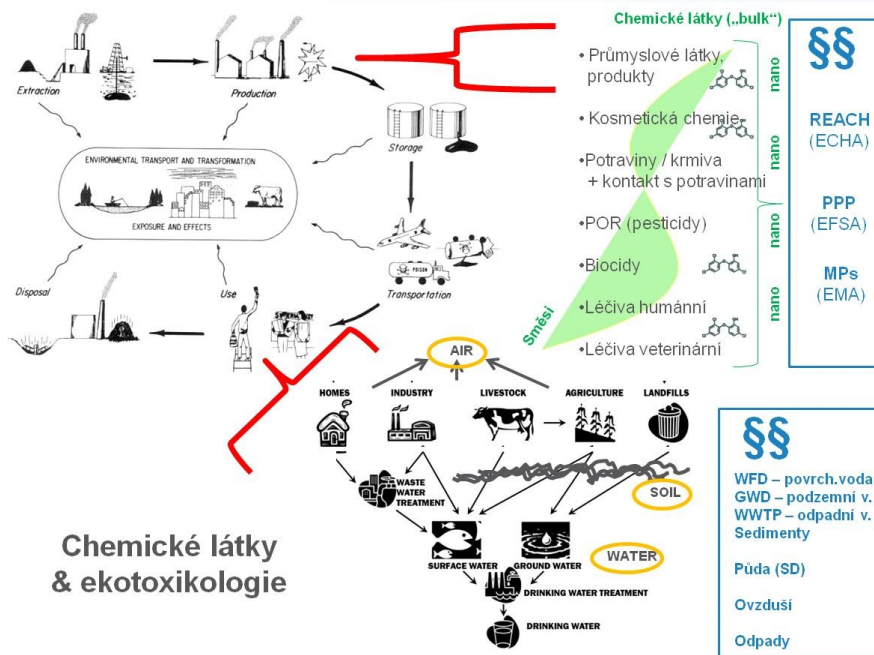 Chemické látky („bulk“)
§§
Extraction
Production
• Průmyslové látky,
produkty
nano
• Kosmetická chemie
REACH
(ECHA)
Storage
ENVIRONMENTAL TRANSPORT AND TRANSFORMATION
•Potraviny / krmiva
+ kontakt s potravinami
nano
EXPOSURE AND EFFECTS
PPP
(EFSA)
•POR (pesticidy)
nano
•Biocidy
MPs
(EMA)
POISON
Transportation
Disposal
Use
•Léčiva humánní
nano
Směsi
•Léčiva veterinární
AIR
HOMES
INDUSTRY
LIVESTOCK
AGRICULTURE
LANDFILLS
§§
WASTE
WATER
TREATMENT
SOIL
WFD – povrch.voda
GWD – podzemní v.
WWTP – odpadní v.
Sedimenty
Chemické látky
& ekotoxikologie
SURFACE WATER
GROUND WATER
WATER
Půda (SD)
DRINKING WATER TREATMENT
Ovzduší
DRINKING WATER
Odpady